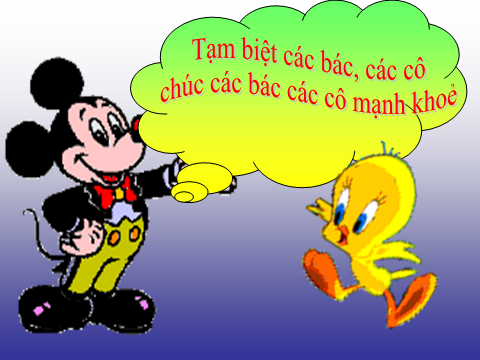 Tạm biệt các bác, các cô
chúc các bác các cô mạnh khoẻ